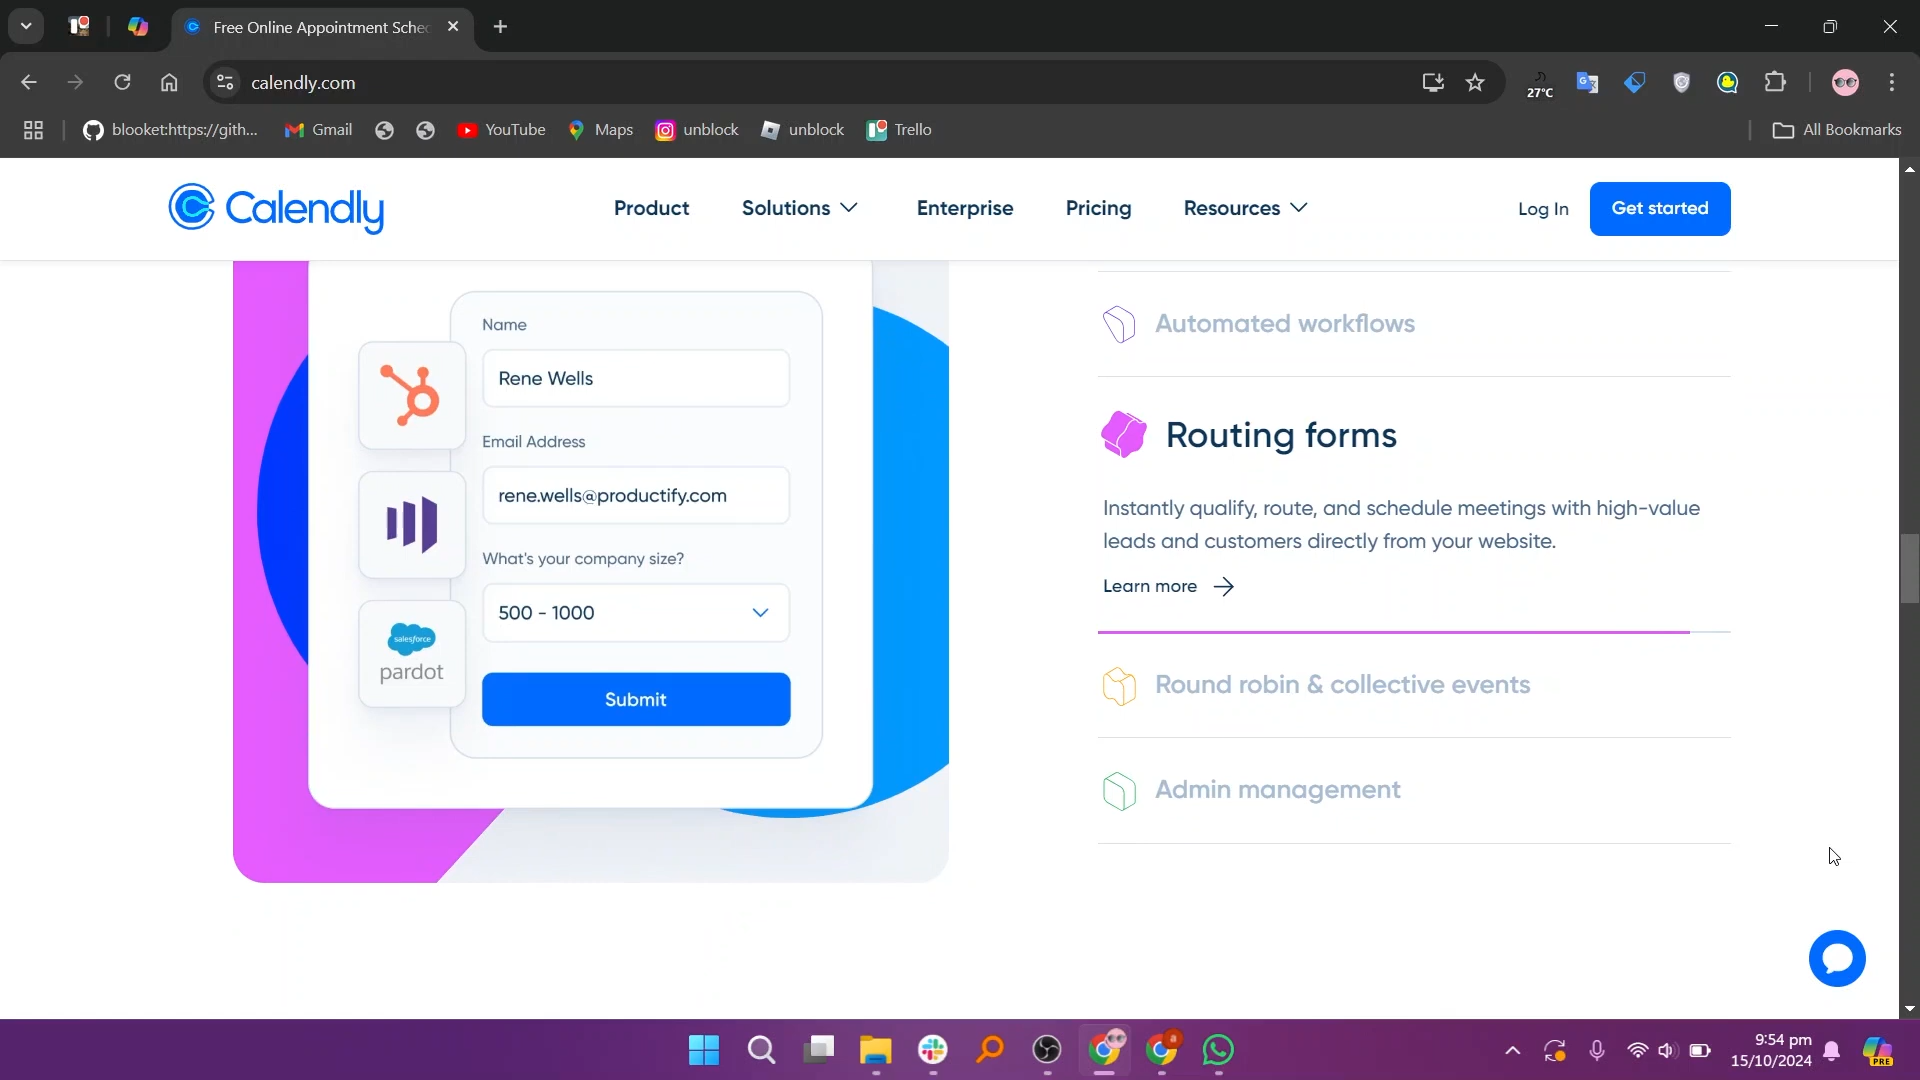 Free Online Appointment Sched
calendly.com
27°C
blooket:https://gith...
Gmail
YouTube
Maps
unblock
unblock
Trello
All Bookmarks
Calendly
Product
Solutions
Enterprise
Pricing
Resources
Log In
Get started
Name
Rene Wells
Email Address
rene.wells@productify.com
What's your company size?
500 - 1000
Submit
salesforce
pardot
Automated workflows
Routing forms
Instantly qualify, route, and schedule meetings with high-value
leads and customers directly from your website.
Learn more
Round robin & collective events
Admin management
9:54 pm
15/10/2024
PRE